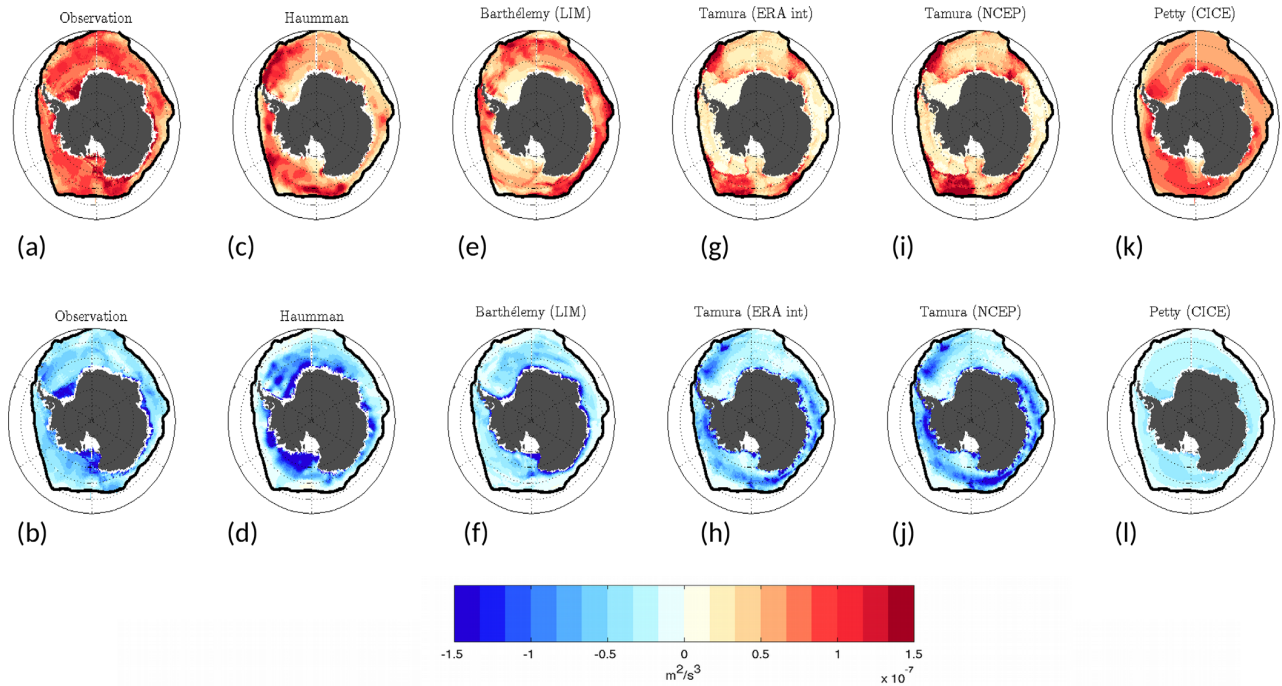 Observation
Haumman
Barthélemy (LIM)
Tamura (ERA int)
Tamura (NCEP)
Petty (CICE)
(a)
(c)
(e)
(g)
(i)
(k)
Observation
Haumman
Barthélemy (LIM)
Tamura (ERA int)
Tamura (NCEP)
Petty (CICE)
(b)
(d)
(f)
(h)
(j)
(l)
-1.5
-1
-0.5
0
0.5
1
1.5
m²/s³
x 10⁻⁷